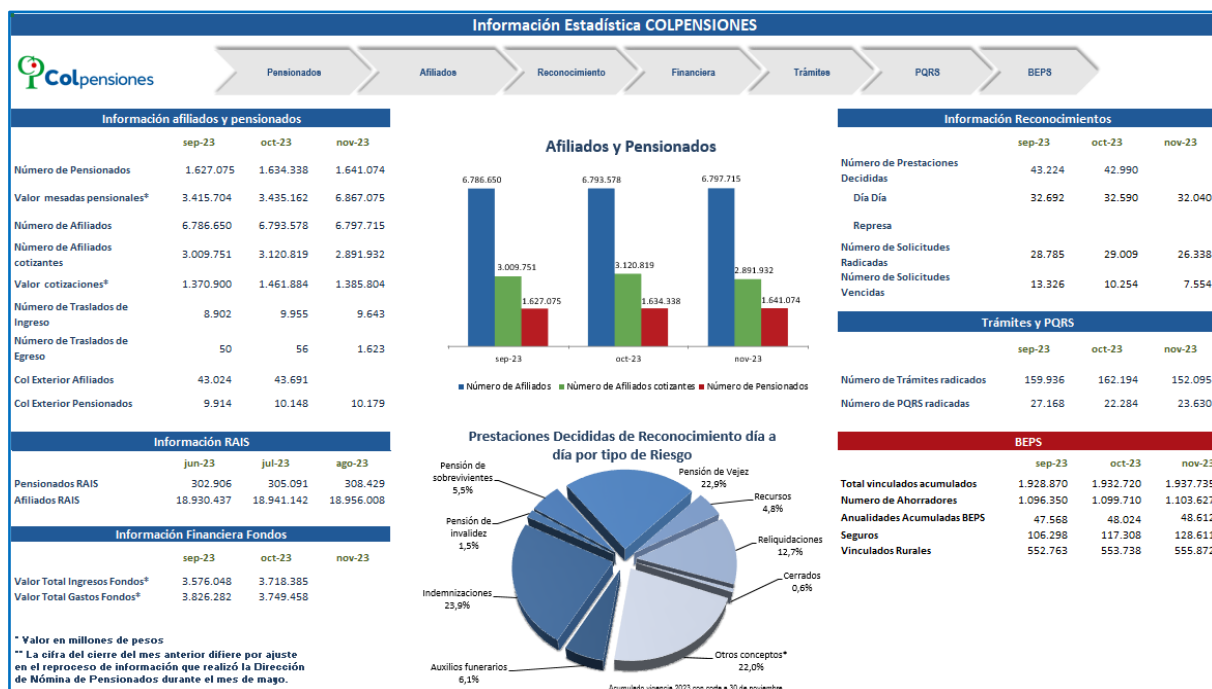 Información Estadística COLPENSIONES
Colpensiones
Pensionados
Afiliados
Reconocimiento
Financiera
Trámites
PQRS
BEPS
Información afiliados y pensionados
sep-23 oct-23 nov-23
Número de Pensionados 1.627.075 1.634.338 1.641.074
Valor mesadas pensionales* 3.415.704 3.435.162 6.867.075
Número de Afiliados 6.786.650 6.793.578 6.797.715
Nùmero de Afiliados
cotizantes 3.009.751 3.120.819 2.891.932
Valor cotizaciones* 1.370.900 1.461.884 1.385.804
Número de Traslados de
Ingreso 8.902 9.955 9.643
Número de Traslados de
Egreso 50 56 1.623
Col Exterior Afiliados 43.024 43.691
Col Exterior Pensionados 9.914 10.148 10.179
Información RAIS
jun-23 jul-23 ago-23
Pensionados RAIS 302.906 305.091 308.429
Afiliados RAIS 18.930.437 18.941.142 18.956.008
Información Financiera Fondos
sep-23 oct-23 nov-23
Valor Total Ingresos Fondos* 3.576.048 3.718.385
Valor Total Gastos Fondos* 3.826.282 3.749.458
* Valor en millones de pesos
** La cifra del cierre del mes anterior difiere por ajuste
en el reproceso de información que realizó la Dirección
de Nómina de Pensionados durante el mes de mayo.
Afiliados y Pensionados
6.786.650 6.793.578 6.797.715
3.009.751 3.120.819 2.891.932
1.627.075 1.634.338 1.641.074
sep-23 oct-23 nov-23
Número de Afiliados Nùmero de Afiliados cotizantes Número de Pensionados
Prestaciones Decididas de Reconocimiento día a
día por tipo de Riesgo
Pensión de Vejez
22,9%
Recursos
4,8%
Reliquidaciones
12,7%
Cerrados
0,6%
Otros conceptos*
22,0%
Auxilios funerarios
6,1%
Indemnizaciones
23,9%
Pensión de
invalidez
1,5%
Pensión de
sobrevivientes
5,5%
Acumulado vigencia 2023 con corte a 30 de noviembre
Información Reconocimientos
sep-23 oct-23 nov-23
Número de Prestaciones
Decididas 43.224 42.990
Día Día 32.692 32.590 32.040
Represa
Número de Solicitudes
Radicadas 28.785 29.009 26.338
Número de Solicitudes
Vencidas 13.326 10.254 7.554
Trámites y PQRS
sep-23 oct-23 nov-23
Número de Trámites radicados 159.936 162.194 152.095
Número de PQRS radicadas 27.168 22.284 23.630
BEPS
sep-23 oct-23 nov-23
Total vinculados acumulados 1.928.870 1.932.720 1.937.735
Numero de Ahorradores 1.096.350 1.099.710 1.103.627
Anualidades Acumuladas BEPS 47.568 48.024 48.612
Seguros 106.298 117.308 128.611
Vinculados Rurales 552.763 553.738 555.872